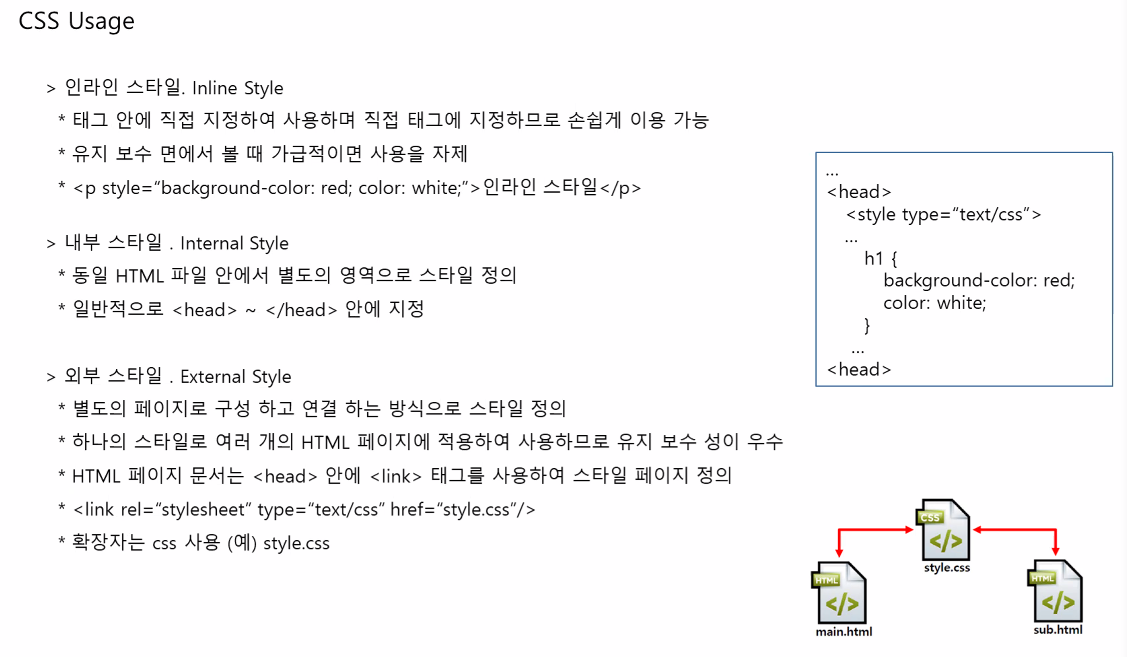 CSS Usage
> 인라인 스타일. Inline Style
* 태그 안에 직접 지정하여 사용하며 직접 태그에 지정하므로 손쉽게 이용 가능
* 유지 보수 면에서 볼 때 가급적이면 사용을 자제
* <p style=“background-color: red; color: white;”>인라인 스타일</p>
> 내부 스타일 . Internal Style
* 동일 HTML 파일 안에서 별도의 영역으로 스타일 정의
* 일반적으로 <head> ~ </head> 안에 지정
> 외부 스타일 . External Style
* 별도의 페이지로 구성 하고 연결 하는 방식으로 스타일 정의
* 하나의 스타일로 여러 개의 HTML 페이지에 적용하여 사용하므로 유지 보수 성이 우수
* HTML 페이지 문서는 <head> 안에 <link> 태그를 사용하여 스타일 페이지 정의
* <link rel=“stylesheet” type=“text/css” href=“style.css”/>
* 확장자는 css 사용 (예) style.css
...
<head>
<style type=“text/css”>
...
h1 {
background-color: red;
color: white;
}
...
<head>
CSS
</>
style.css
HTML
</>
main.html
HTML
</>
sub.html